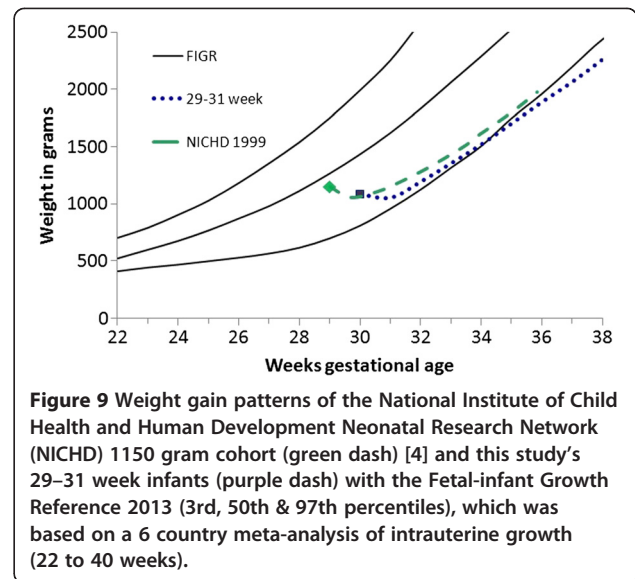 2500
2000
1500
1000
500
0
Weight in grams
FIGR
29-31 week
NICHD 1999
22 24 26 28 30 32 34 36 38
Weeks gestational age
Figure 9 Weight gain patterns of the National Institute of Child
Health and Human Development Neonatal Research Network
(NICHD) 1150 gram cohort (green dash) [4] and this study's
29–31 week infants (purple dash) with the Fetal-infant Growth
Reference 2013 (3rd, 50th & 97th percentiles), which was
based on a 6 country meta-analysis of intrauterine growth
(22 to 40 weeks).